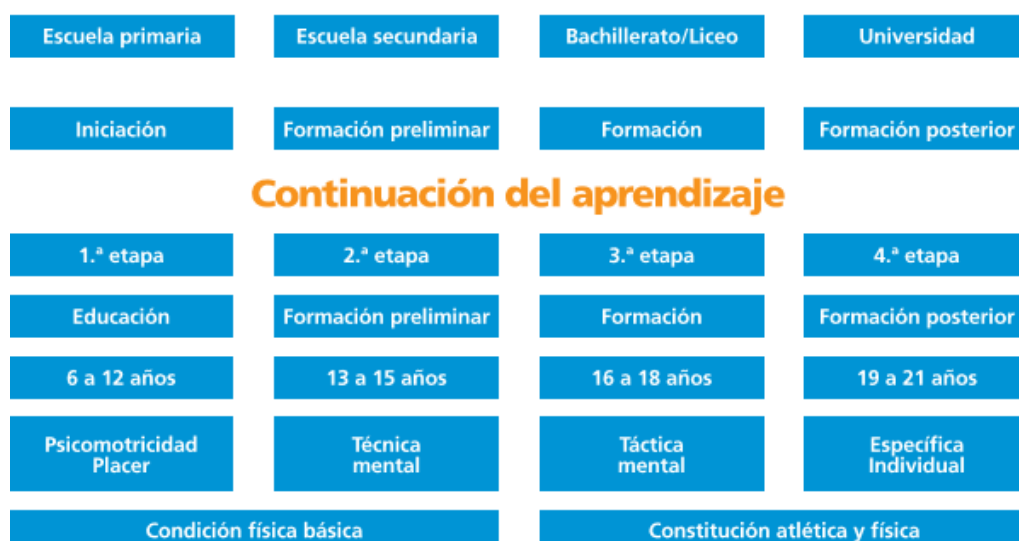 Escuela primaria
Escuela secundaria
Bachillerato/Liceo
Universidad
Iniciación
Formación preliminar
Formación
Formación posterior
Continuación del aprendizaje
1.ª etapa
2.ª etapa
3.ª etapa
4.ª etapa
Educación
Formación preliminar
Formación
Formación posterior
6 a 12 años
13 a 15 años
16 a 18 años
19 a 21 años
Psicomotricidad
Placer
Técnica
mental
Táctica
mental
Específica
Individual
Condición física básica
Constitución atlética y física